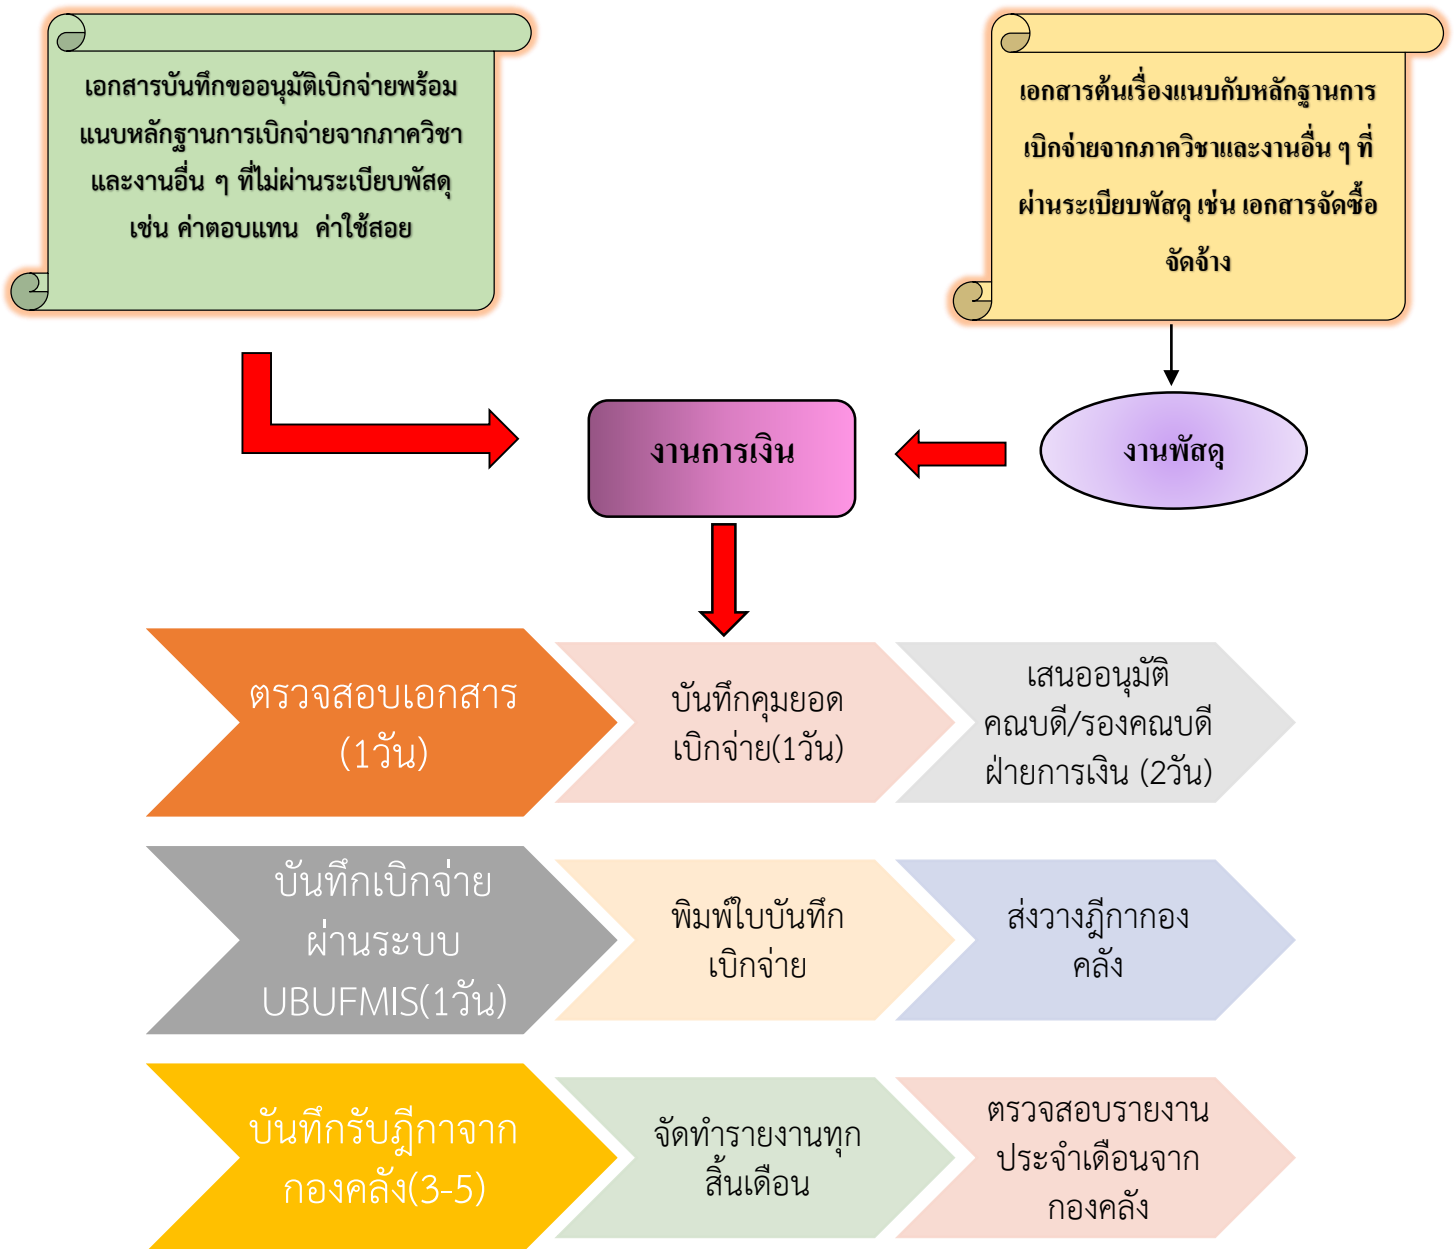 เอกสารบันทึกขออนุมัติเบิกจ่ายพร้อม
แนบหลักฐานการเบิกจ่ายจากภาควิชา
และงานอื่น ๆ ที่ไม่ผ่านระเบียบพัสดุ
เช่น ค่าตอบแทน ค่าใช้สอย
เอกสารต้นเรื่องแนบกับหลักฐานการ
เบิกจ่ายจากภาควิชาและงานอื่น ๆ ที่
ผ่านระเบียบพัสดุ เช่น เอกสารจัดซื้อ
จัดจ้าง
งานการเงิน
งานพัสดุ
ตรวจสอบเอกสาร
(1วัน)
บันทึกคุมยอด
เบิกจ่าย(1วัน)
เสนออนุมัติ
คณบดี/รองคณบดี
ฝ่ายการเงิน (2วัน)
บันทึกเบิกจ่าย
ผ่านระบบ
UBUFMIS(1วัน)
พิมพ์ใบบันทึก
เบิกจ่าย
ส่งวางฎีกากอง
คลัง
บันทึกรับฎีกาจาก
กองคลัง(3-5)
จัดทำรายงานทุก
สิ้นเดือน
ตรวจสอบรายงาน
ประจำเดือนจาก
กองคลัง